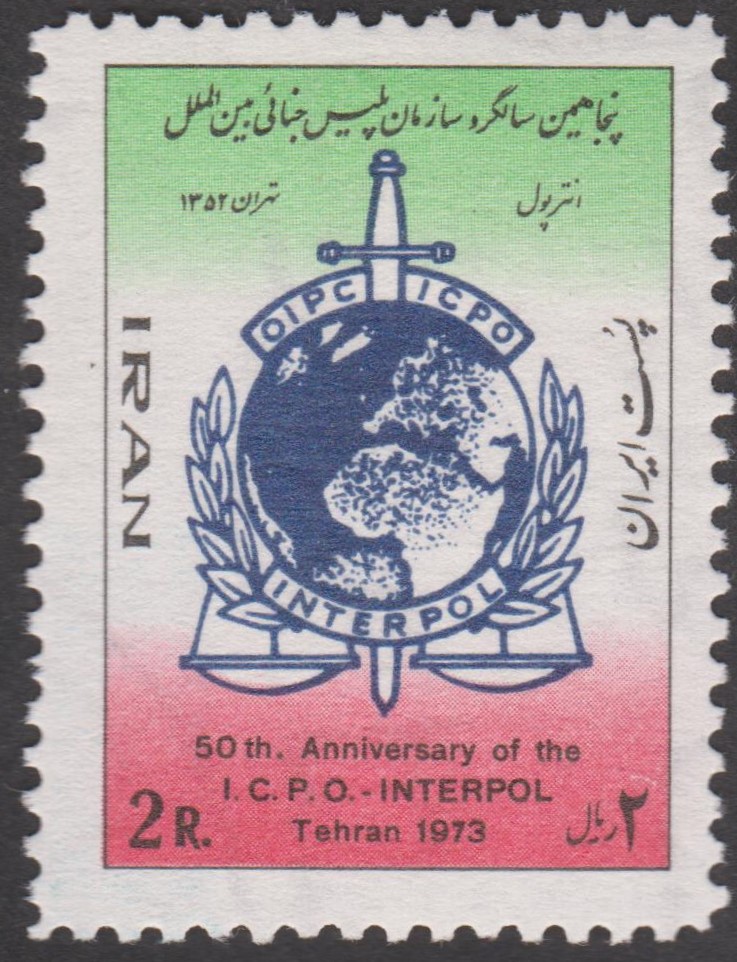 پنجاهمین سالگرد سازمان پلیس جنائی بین المللل
انترپول
تهران ۱۳۵۲
OIPC ICPO
IRAN
پست ایران
INTERPOL
50 th. Anniversary of the
I. C. P. O. - INTERPOL
Tehran 1973
2 R.
۲ ریال